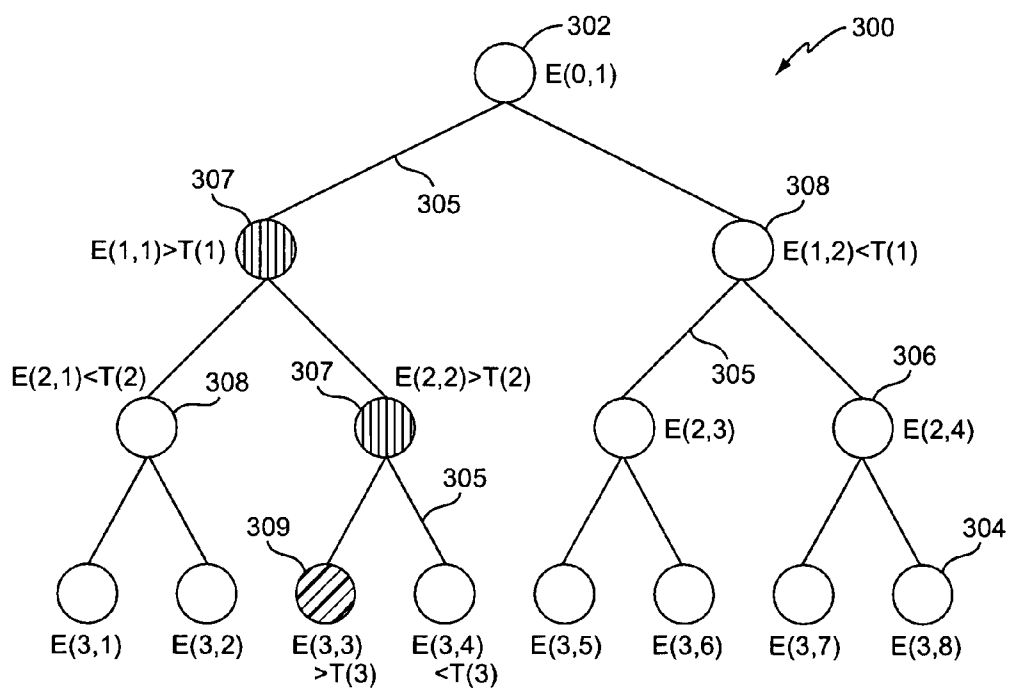 302
300
E(0,1)
307
305
308
E(1,1)>T(1)
E(1,2)<T(1)
E(2,1)<T(2)
308
307
E(2,2)>T(2)
305
306
E(2,3)
E(2,4)
309
305
304
E(3,1)
E(3,2)
E(3,3)
>T(3)
E(3,4)
<T(3)
E(3,5)
E(3,6)
E(3,7)
E(3,8)